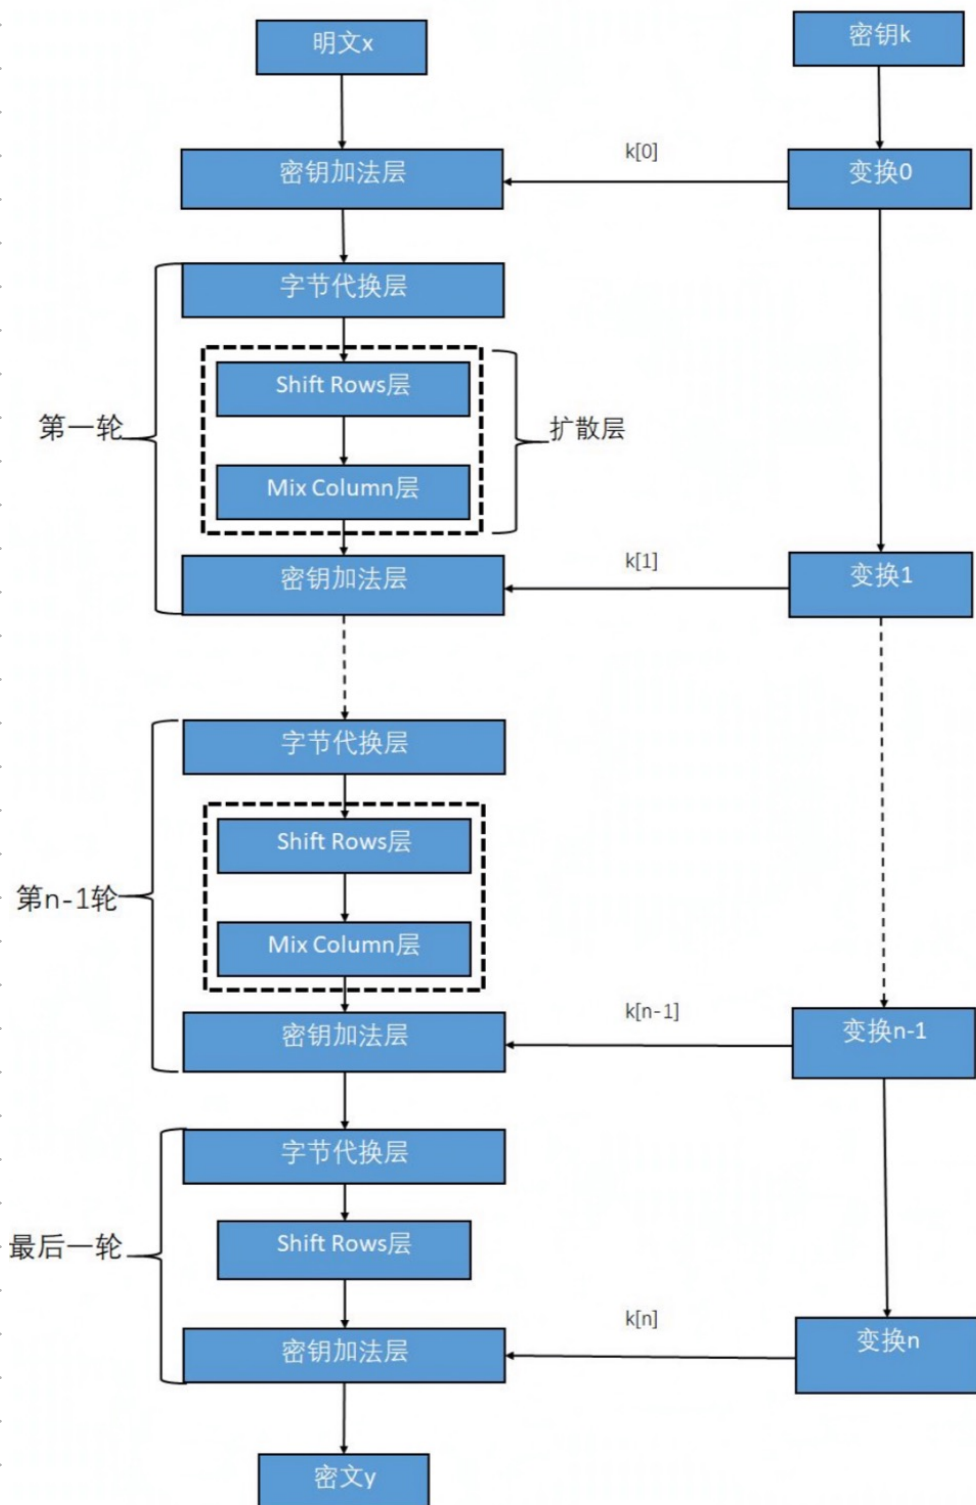 明文x
密钥k
k[0]
密钥加法层
变换0
字节代换层
Shift Rows层
第一轮
扩散层
Mix Column层
k[1]
密钥加法层
变换1
字节代换层
Shift Rows层
第n-1轮
Mix Column层
k[n-1]
密钥加法层
变换n-1
字节代换层
Shift Rows层
最后一轮
k[n]
密钥加法层
变换n
密文y